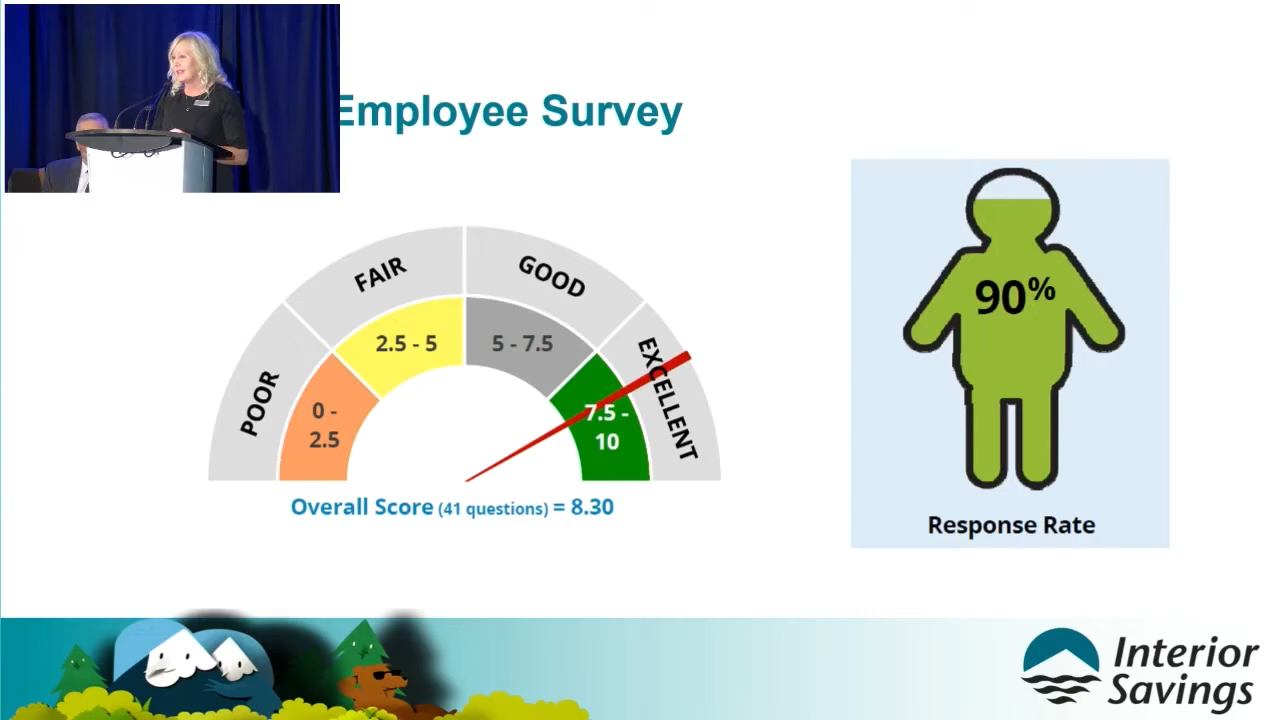 Employee Survey
POOR
FAIR
GOOD
EXCELLENT
0 -
2.5
2.5 - 5
5 - 7.5
7.5 -
10
Overall Score (41 questions) = 8.30
90%
Response Rate
Interior
Savings